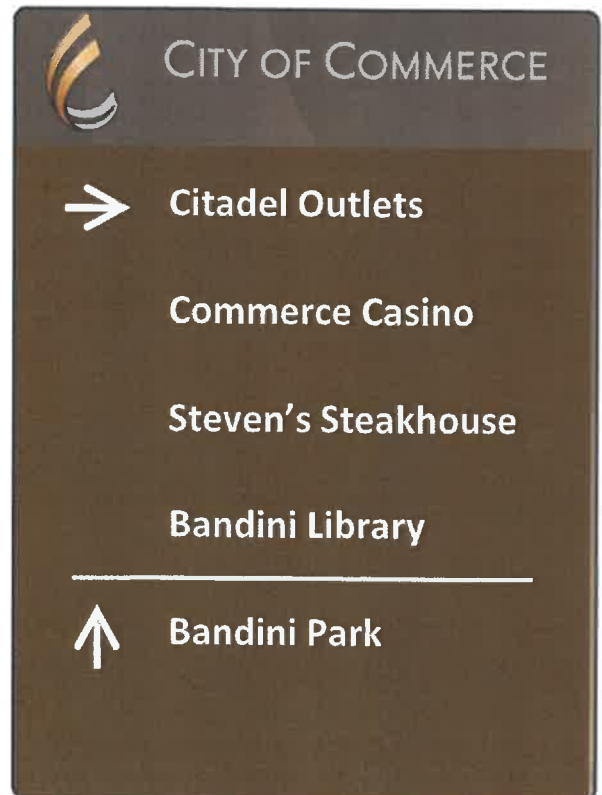 CITY OF COMMERCE
→ Citadel Outlets
Commerce Casino
Steven's Steakhouse
Bandini Library
↑ Bandini Park